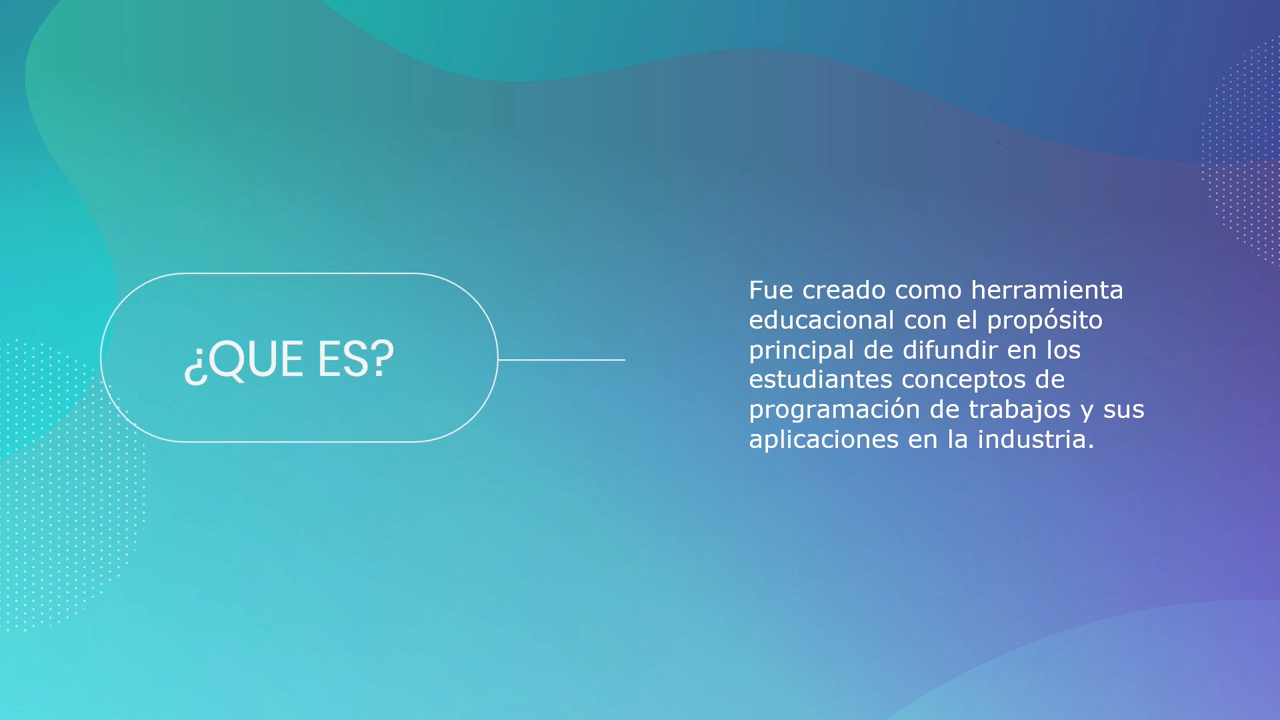 ¿QUE ES?
Fue creado como herramienta
educacional con el propósito
principal de difundir en los
estudiantes conceptos de
programación de trabajos y sus
aplicaciones en la industria.